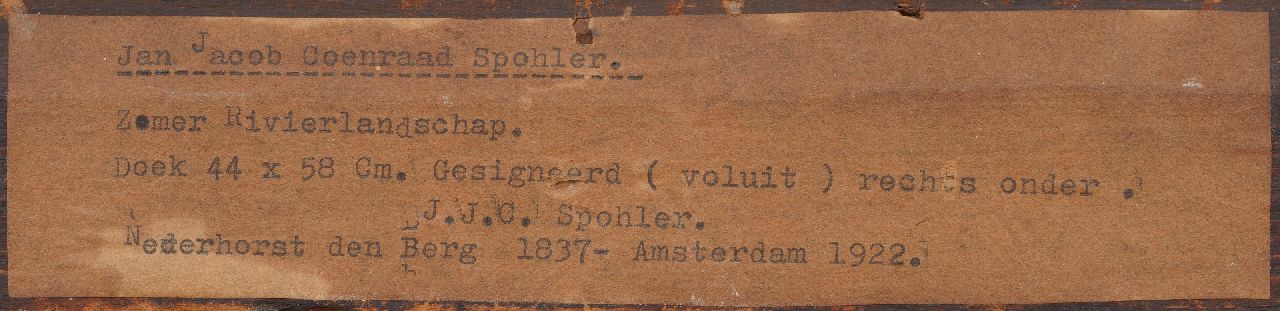 Jan Jacob Coenraad Spohler.
Zomer Rivierlandschap.
Doek 44 x 58 Cm. Gesigneerd ( voluit ) rechts onder .
J.J.C. Spohler.
Nederhorst den Berg 1837- Amsterdam 1922.